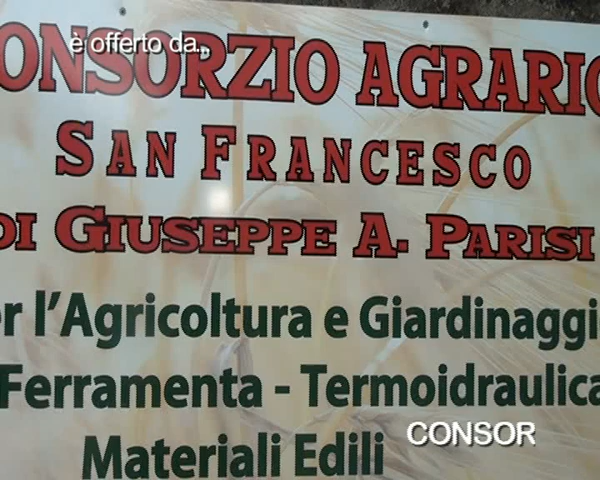 è offerto da...
ONSORZIO AGRARIO
SAN FRANCESCO
DI GIUSEPPE A. PARISI
er l'Agricoltura e Giardinaggi
Ferramenta - Termoidraulica
Materiali Edili
CONSOR